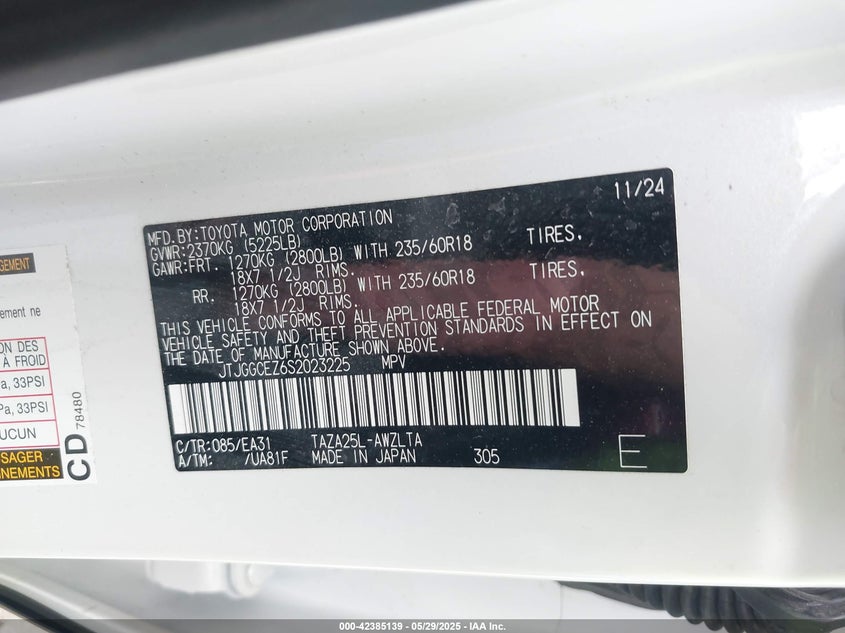 11/24
MFD.BY:TOYOTA MOTOR CORPORATION
GVWR:2370KG (5225LB)
GAWR:FRT. 1270KG (2800LB) WITH 235/60R18 TIRES,
18X7 1/2J RIMS.
RR. 1270KG (2800LB) WITH 235/60R18 TIRES,
18X7 1/2J RIMS.
THIS VEHICLE CONFORMS TO ALL APPLICABLE FEDERAL MOTOR
VEHICLE SAFETY AND THEFT PREVENTION STANDARDS IN EFFECT ON
THE DATE OF MANUFACTURE SHOWN ABOVE.
JTJGGCEZ6S2023225 MPV
C/TR:085/EA31 TAZA25L-AWZLTA
A/TM: /UA81F MADE IN JAPAN 305
E
ement ne
ON DES
À FROID
a, 33PSI
Pa, 33PSI
UCUN
SAGER
NEMENTS
CD 78480
000-42385139 - 05/29/2025 - IAA Inc.